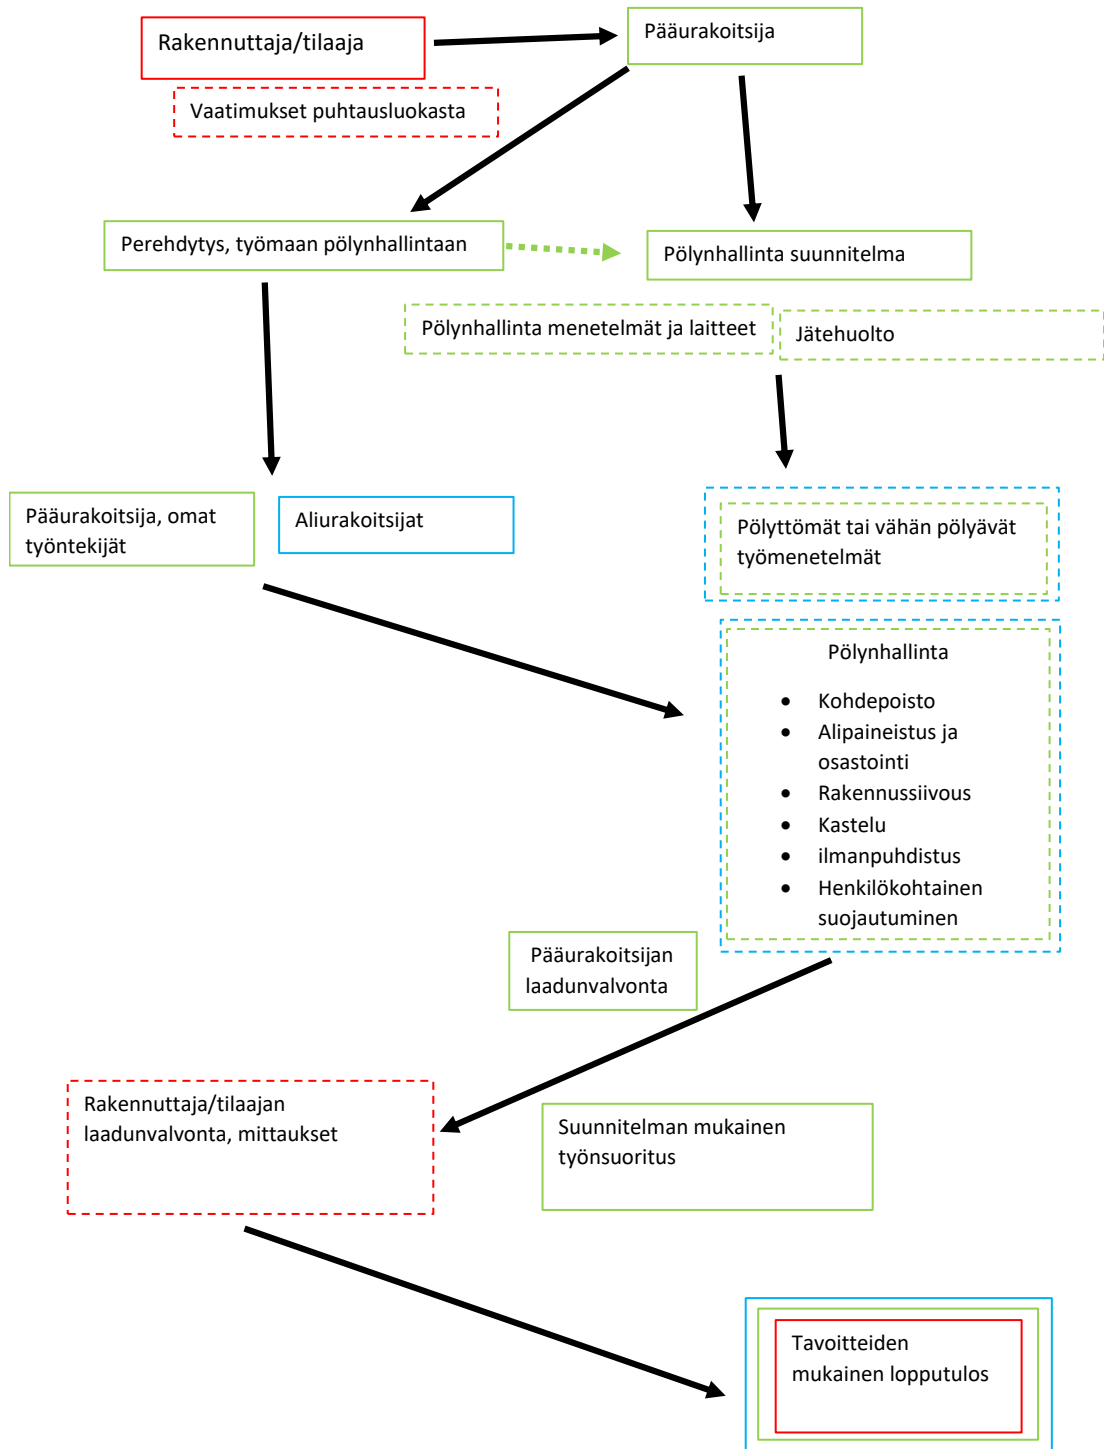 Rakennuttaja/tilaaja
Pääurakoitsija
Vaatimukset puhtausluokasta
Perehdytys, työmaan pölynhallintaan
Pölynhallinta suunnitelma
Pölynhallinta menetelmät ja laitteet
Jätehuolto
Pääurakoitsija, omat
työntekijät
Aliurakoitsijat
Pölyttömät tai vähän pölyävät
työmenetelmät
Pölynhallinta
• Kohdepoisto
• Alipaineistus ja
osastointi
• Rakennussiivous
• Kastelu
• ilmanpuhdistus
• Henkilökohtainen
suojautuminen
Pääurakoitsijan
laadunvalvonta
Rakennuttaja/tilaajan
laadunvalvonta, mittaukset
Suunnitelman mukainen
työnsuoritus
Tavoitteiden
mukainen lopputulos